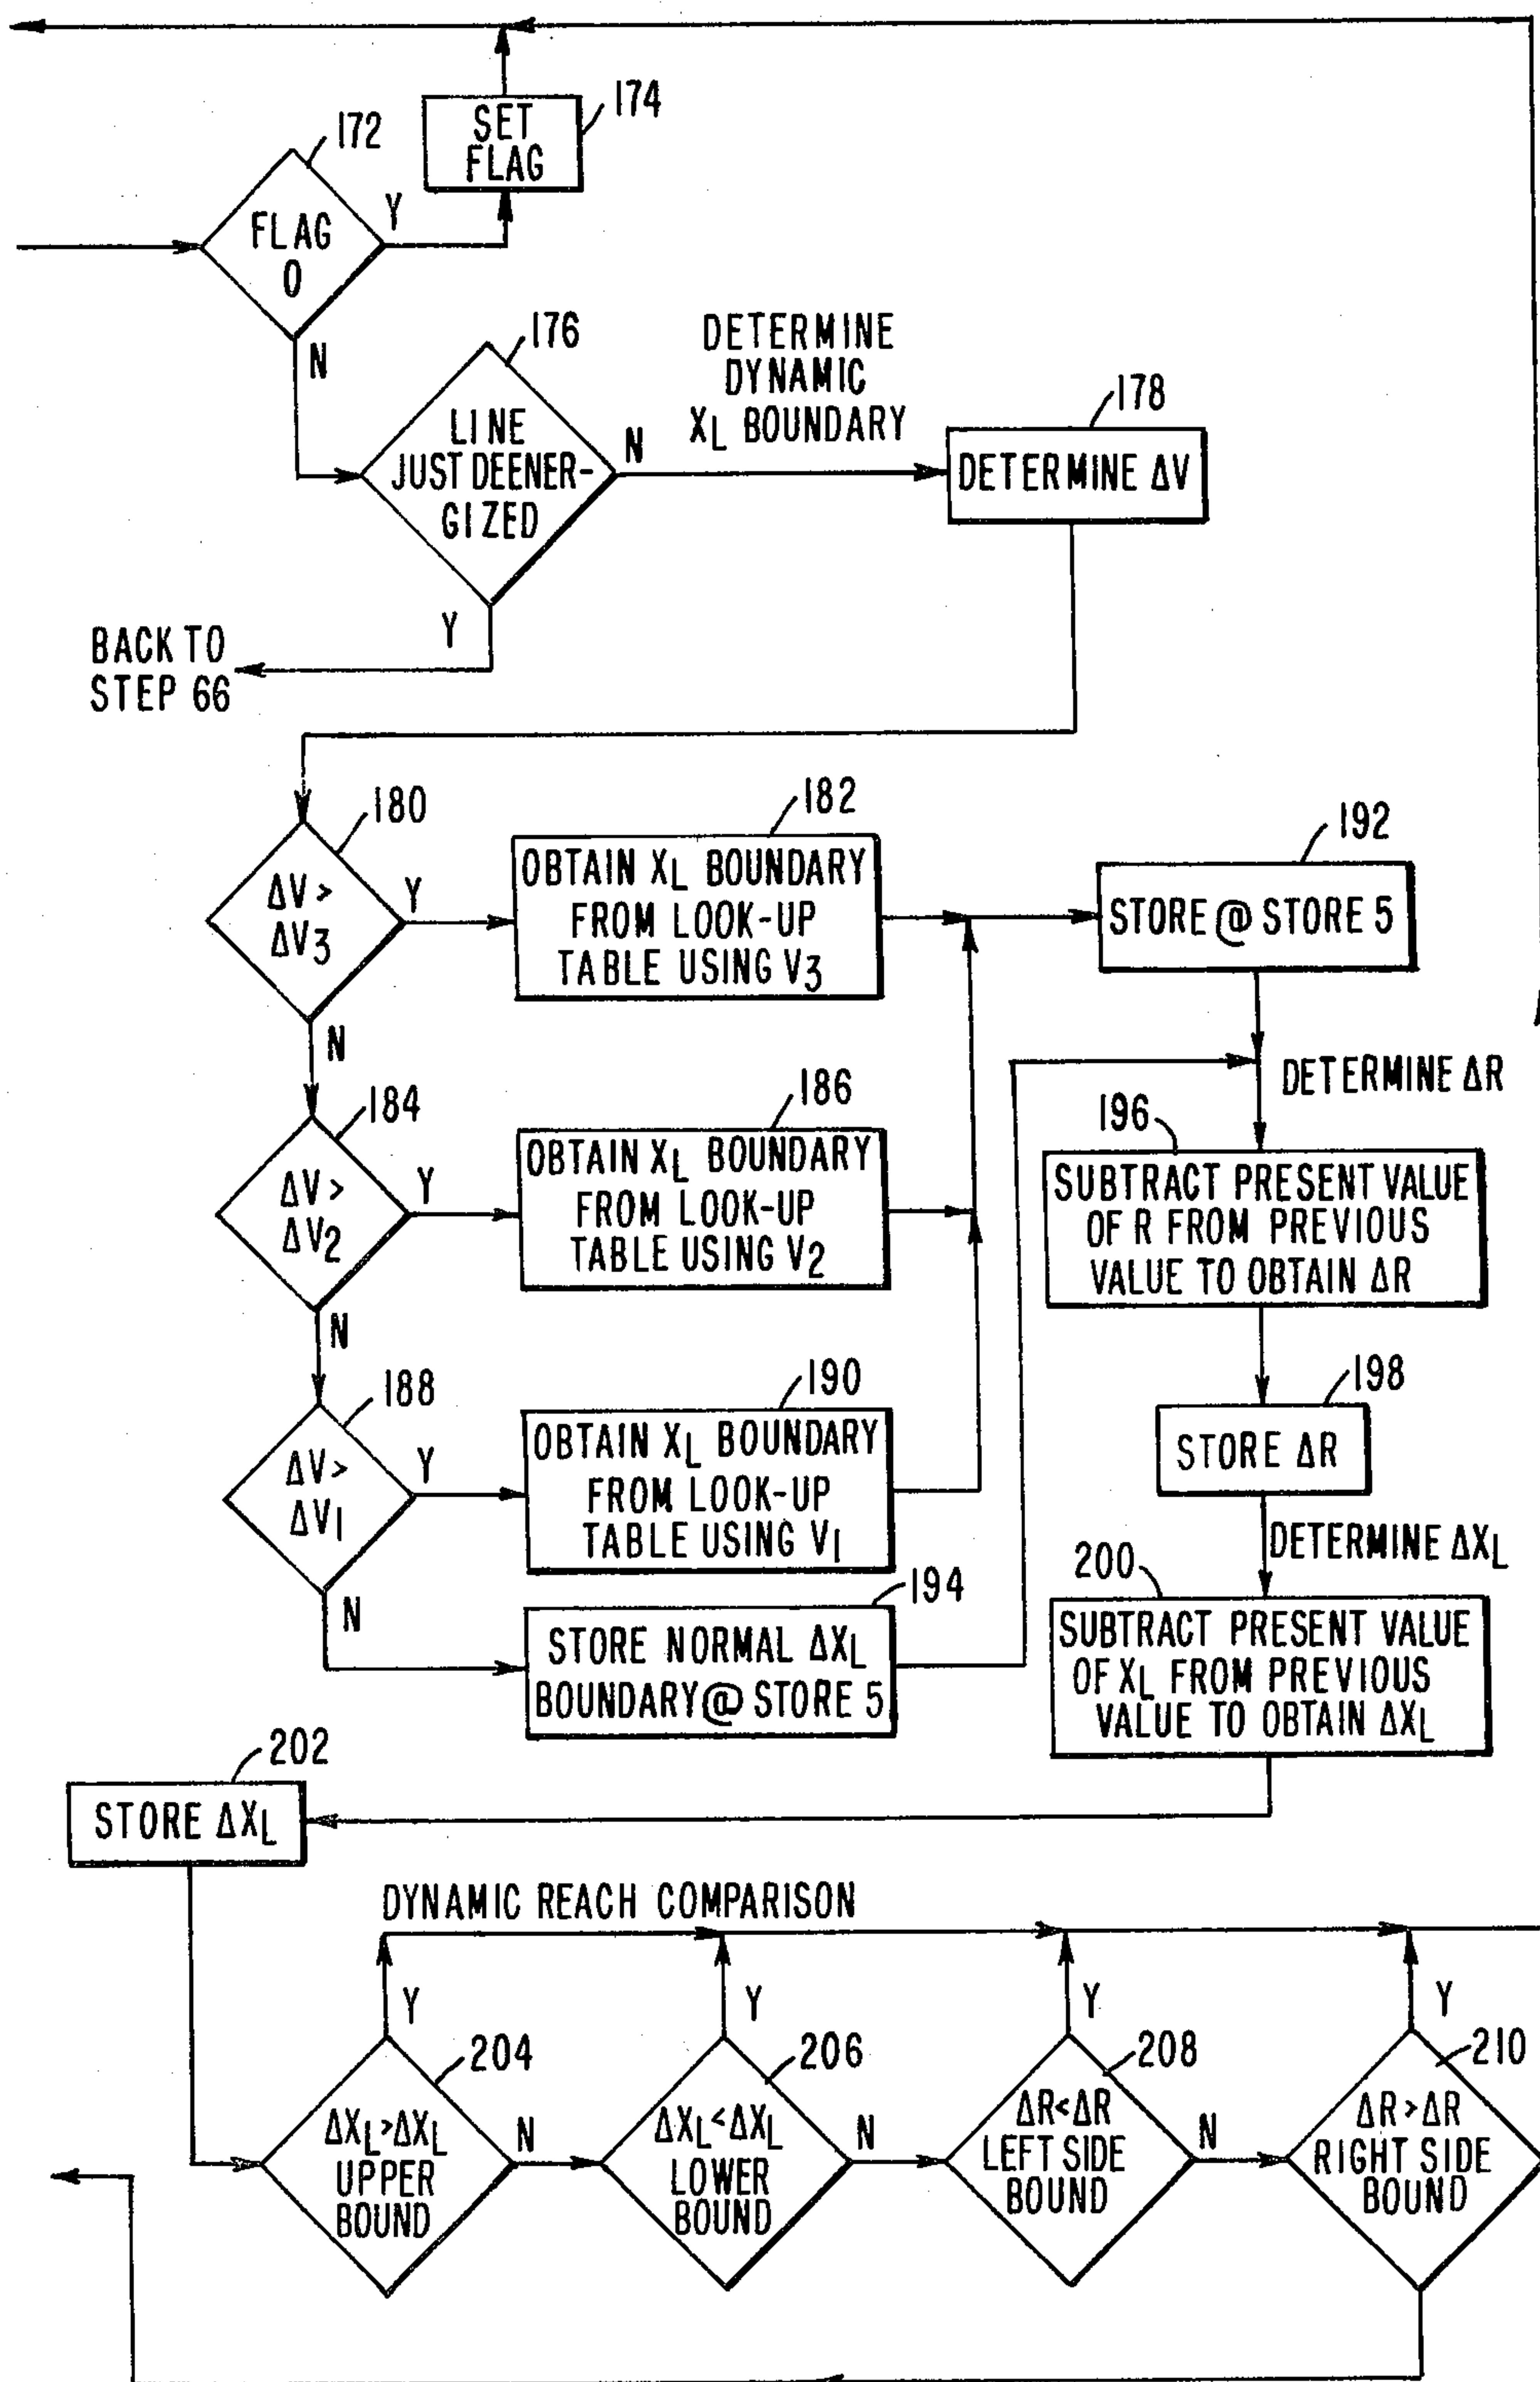 174
SET
FLAG
172
FLAG
0
Y
N
176
LINE
JUST DEENER-
GIZED
N
Y
DETERMINE
DYNAMIC
XL BOUNDARY
178
DETERMINE ΔV
BACK TO
STEP 66
180
ΔV >
ΔV3
Y
N
182
OBTAIN XL BOUNDARY
FROM LOOK-UP
TABLE USING V3
192
STORE @ STORE 5
184
ΔV >
ΔV2
Y
N
186
OBTAIN XL BOUNDARY
FROM LOOK-UP
TABLE USING V2
DETERMINE ΔR
196
SUBTRACT PRESENT VALUE
OF R FROM PREVIOUS
VALUE TO OBTAIN ΔR
188
ΔV >
ΔV1
Y
N
190
OBTAIN XL BOUNDARY
FROM LOOK-UP
TABLE USING V1
198
STORE ΔR
194
STORE NORMAL ΔXL
BOUNDARY @ STORE 5
DETERMINE ΔXL
200
SUBTRACT PRESENT VALUE
OF XL FROM PREVIOUS
VALUE TO OBTAIN ΔXL
202
STORE ΔXL
DYNAMIC REACH COMPARISON
Y
204
ΔXL>ΔXL
UPPER
BOUND
N
Y
206
ΔXL<ΔXL
LOWER
BOUND
N
Y
208
ΔR<ΔR
LEFT SIDE
BOUND
N
Y
210
ΔR>ΔR
RIGHT SIDE
BOUND